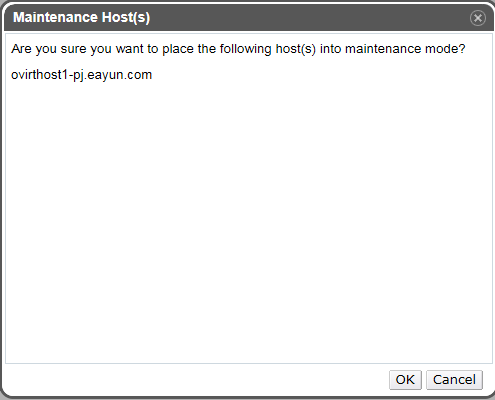 Maintenance Host(s)
Are you sure you want to place the following host(s) into maintenance mode?
ovirthost1-pj.eayun.com
OK Cancel